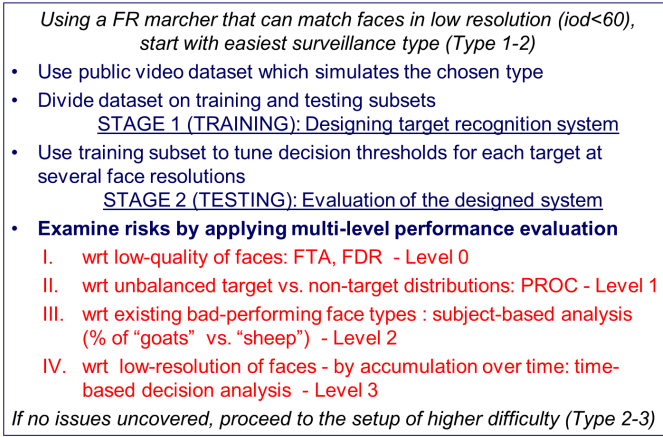 Using a FR marcher that can match faces in low resolution (iod<60),
start with easiest surveillance type (Type 1-2)
• Use public video dataset which simulates the chosen type
• Divide dataset on training and testing subsets
STAGE 1 (TRAINING): Designing target recognition system
• Use training subset to tune decision thresholds for each target at
several face resolutions
STAGE 2 (TESTING): Evaluation of the designed system
• Examine risks by applying multi-level performance evaluation
I. wrt low-quality of faces: FTA, FDR - Level 0
II. wrt unbalanced target vs. non-target distributions: PROC - Level 1
III. wrt existing bad-performing face types : subject-based analysis
(% of “goats” vs. “sheep”) - Level 2
IV. wrt low-resolution of faces - by accumulation over time: time-
based decision analysis - Level 3
If no issues uncovered, proceed to the setup of higher difficulty (Type 2-3)